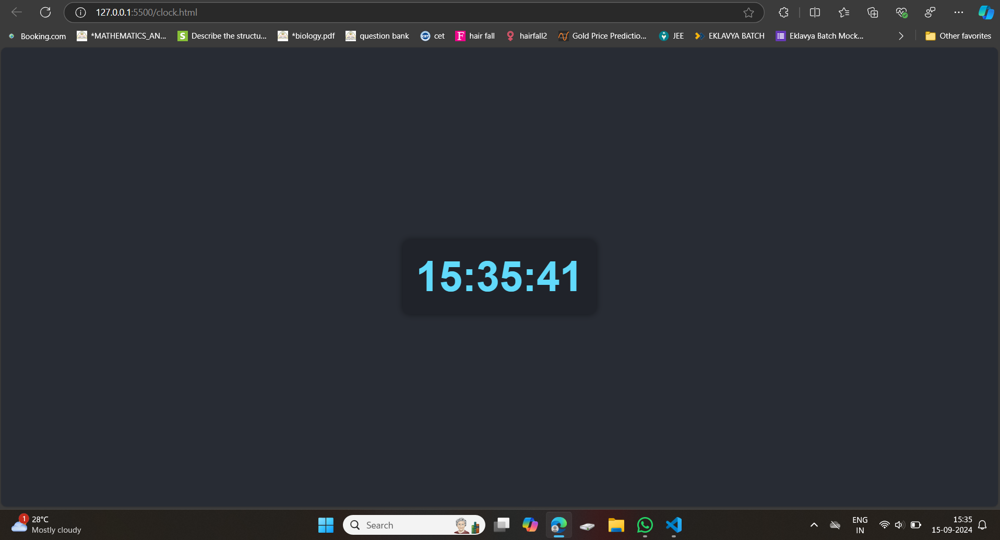 127.0.0.1:5500/clock.html
Booking.com *MATHEMATICS_AN... S Describe the structu... *biology.pdf question bank CET cet F hair fall hairfall2 Gold Price Predictio... JEE EKLAVYA BATCH Eklavya Batch Mock... Other favorites
15:35:41
1 28°C
Mostly cloudy
Search
ENG
IN
15:35
15-09-2024